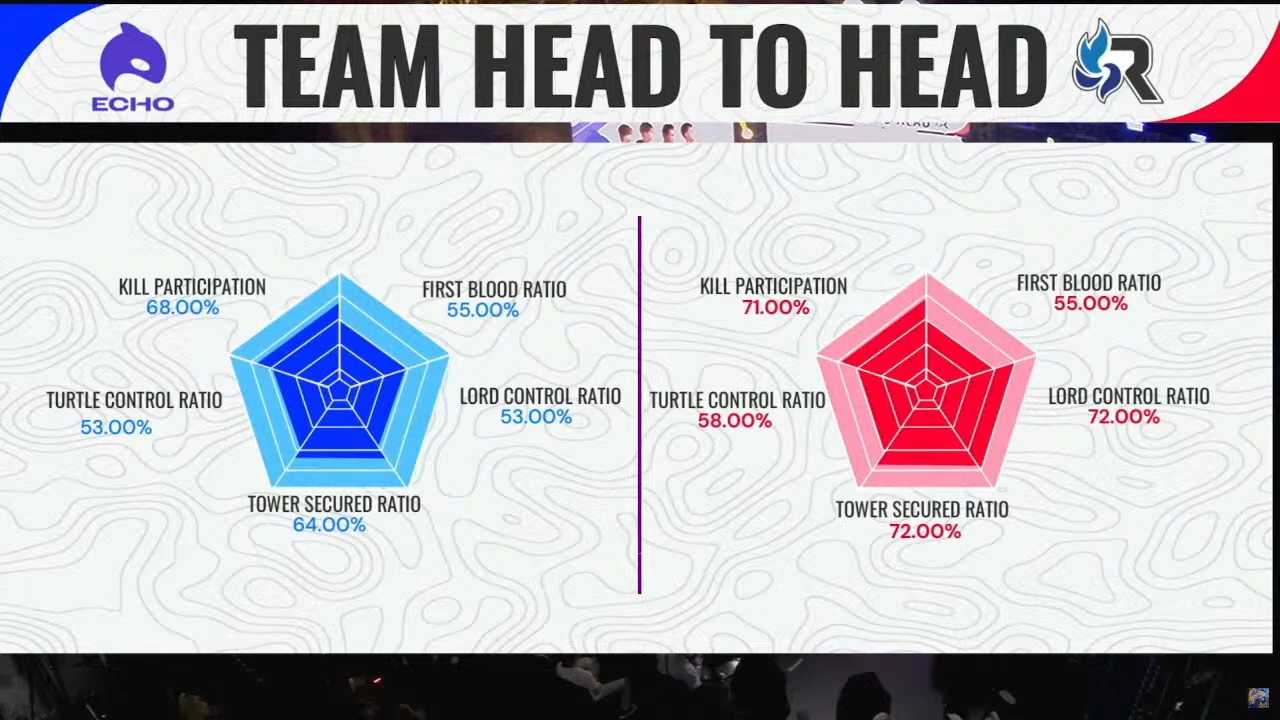 ECHO
TEAM HEAD TO HEAD
R
KILL PARTICIPATION
68.00%
FIRST BLOOD RATIO
55.00%
TURTLE CONTROL RATIO
53.00%
LORD CONTROL RATIO
53.00%
TOWER SECURED RATIO
64.00%
KILL PARTICIPATION
71.00%
FIRST BLOOD RATIO
55.00%
TURTLE CONTROL RATIO
58.00%
LORD CONTROL RATIO
72.00%
TOWER SECURED RATIO
72.00%